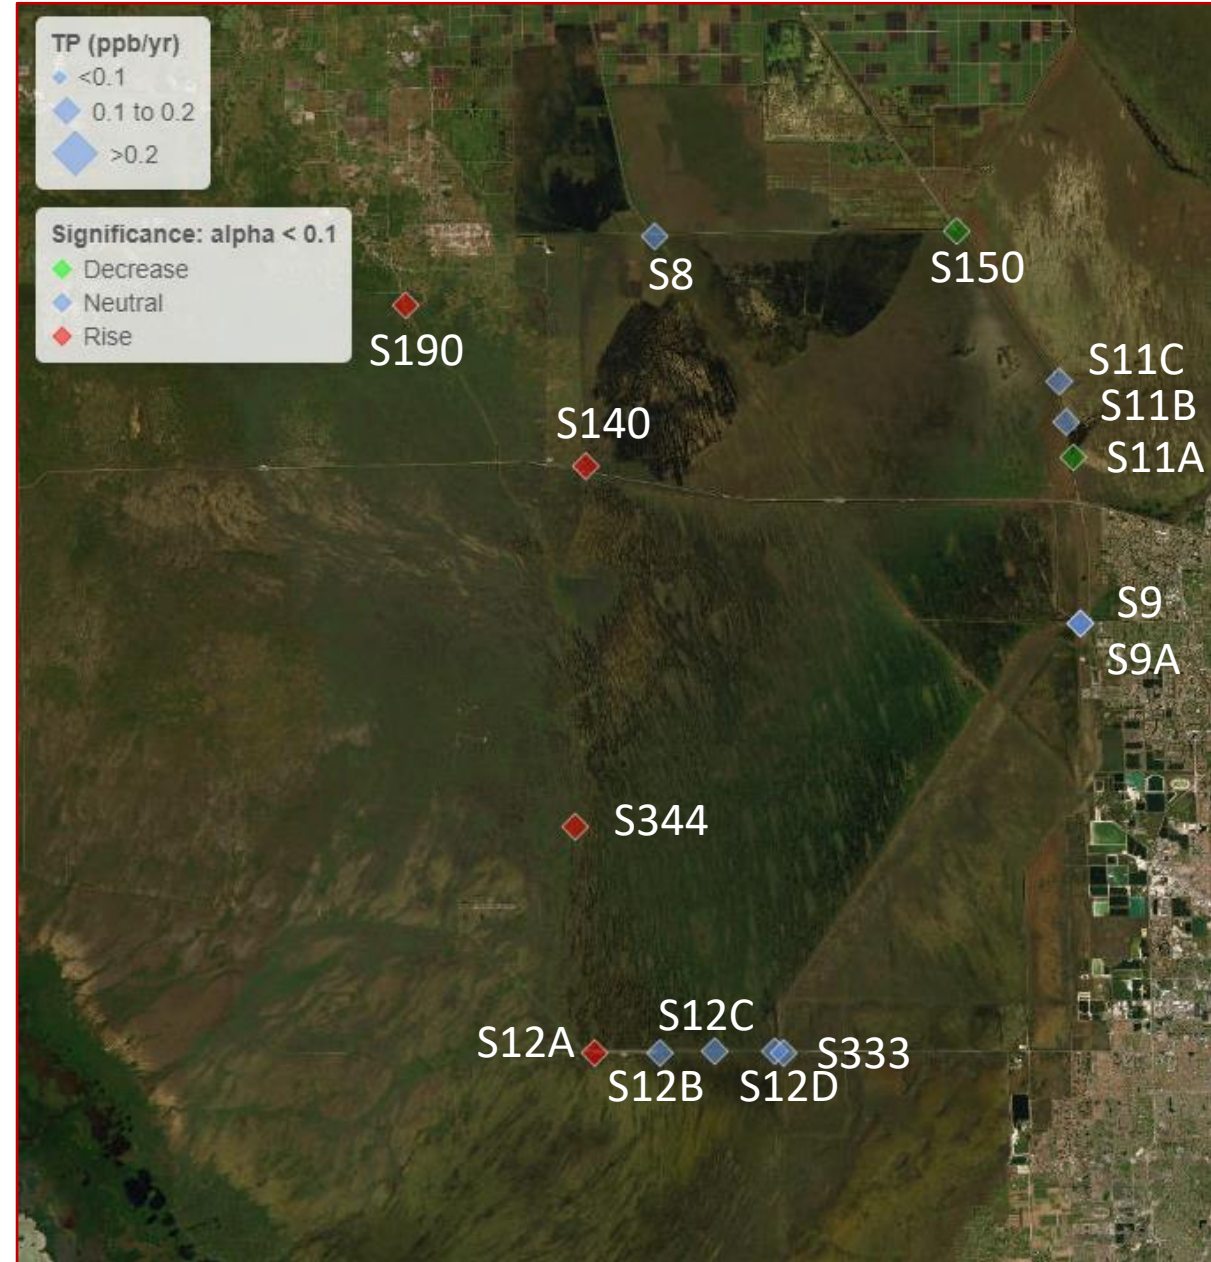 TP (ppb/yr)
<0.1
0.1 to 0.2
>0.2
Significance: alpha < 0.1
Decrease
Neutral
Rise
S8
S150
S190
S11C
S11B
S140
S11A
S9
S9A
S344
S12C
S12A
S333
S12B
S12D